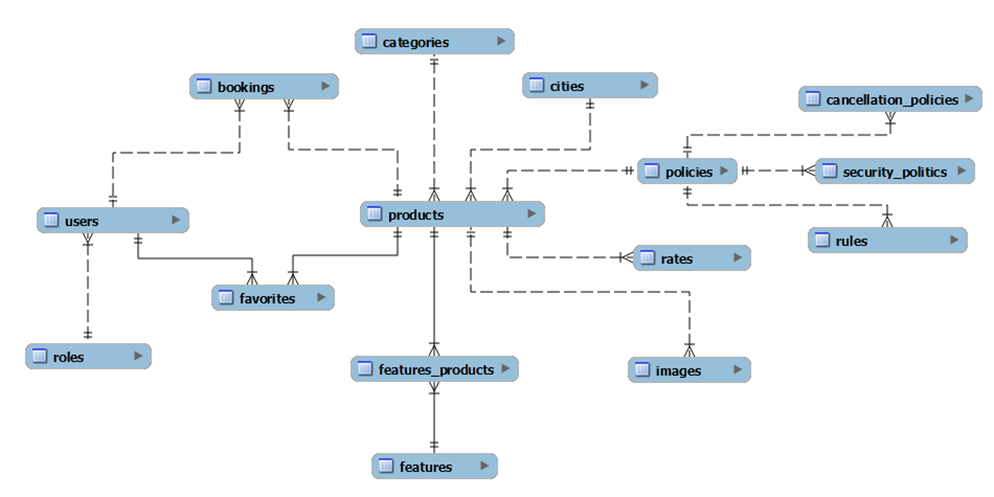 categories
bookings
cities
cancellation_policies
policies
security_politics
users
products
rules
rates
favorites
roles
features_products
images
features